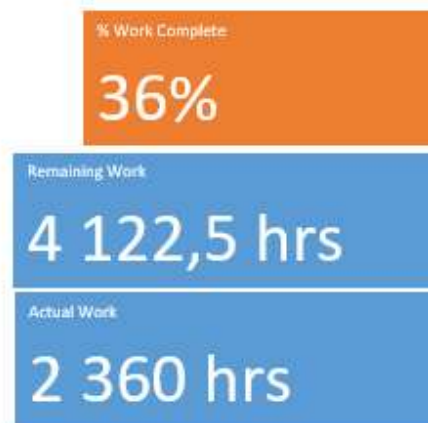 % Work Complete
36%
Remaining Work
4 122,5 hrs
Actual Work
2 360 hrs